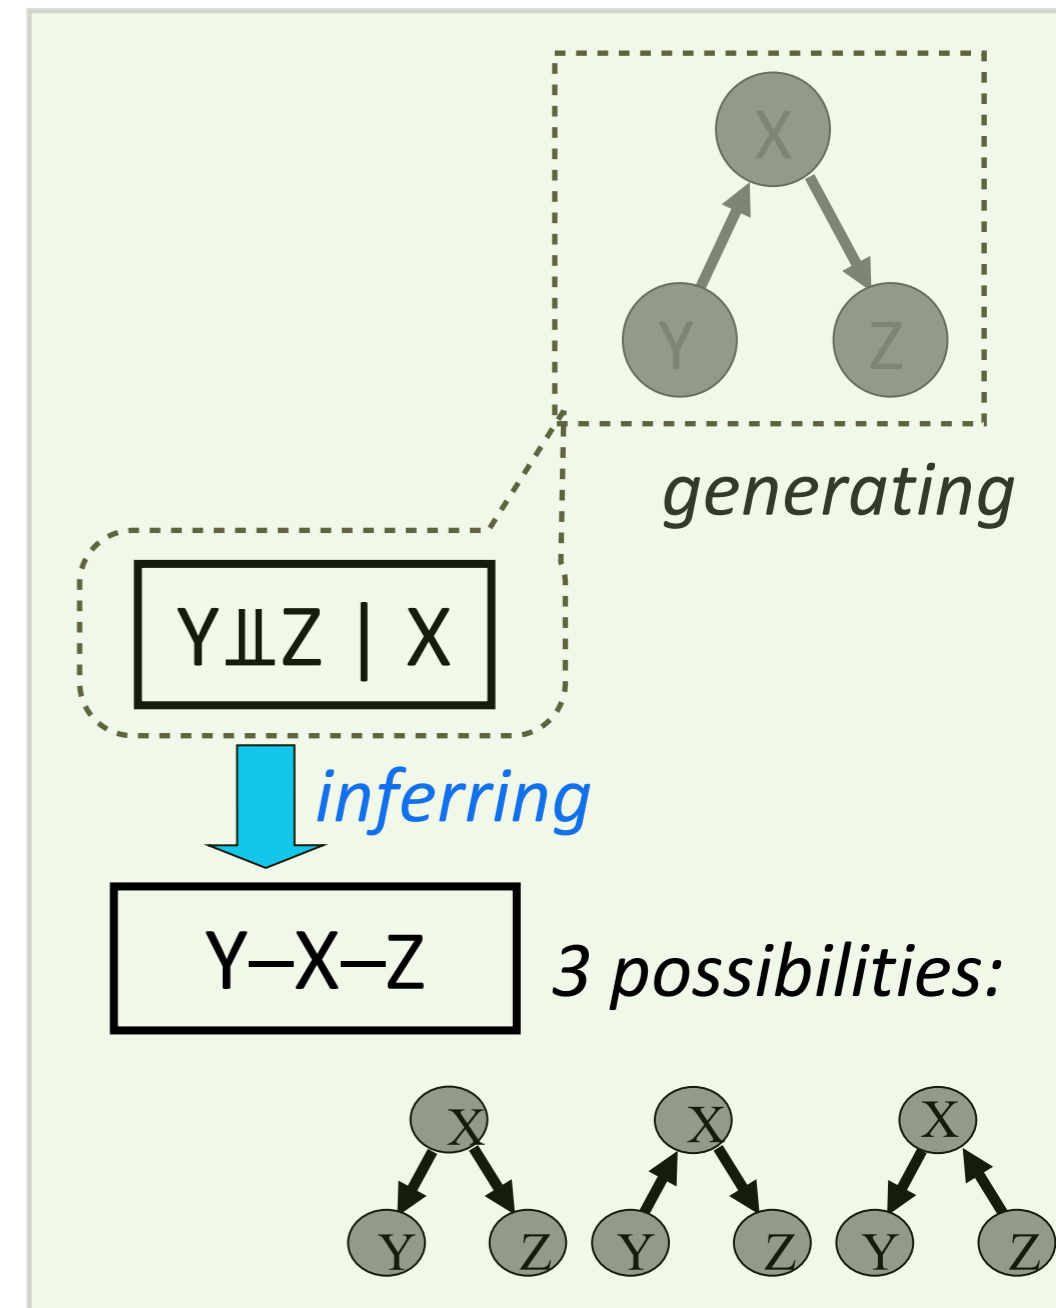 X
Y Z
generating
Y⫫Z | X
inferring
Y—X—Z
3 possibilities:
X X X
Y Z Y Z Y Z